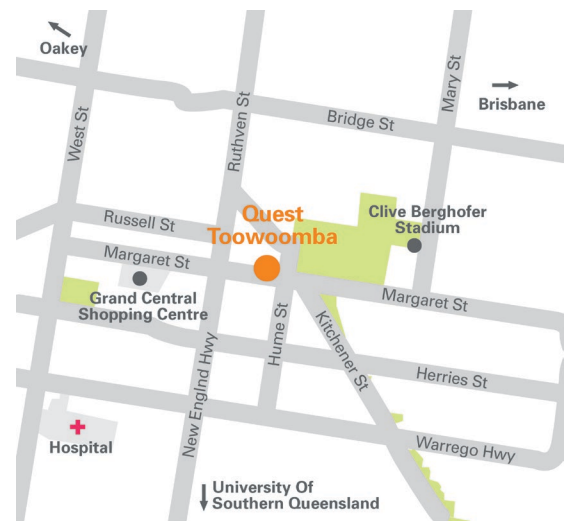 Oakey
Brisbane
West St
Ruthven St
Mary St
Bridge St
Russell St
Quest
Toowoomba
Clive Berghofer
Stadium
Margaret St
Grand Central
Shopping Centre
Margaret St
New Englnd Hwy
Hume St
Kitchener St
Herries St
Hospital
Warrego Hwy
University Of
Southern Queensland